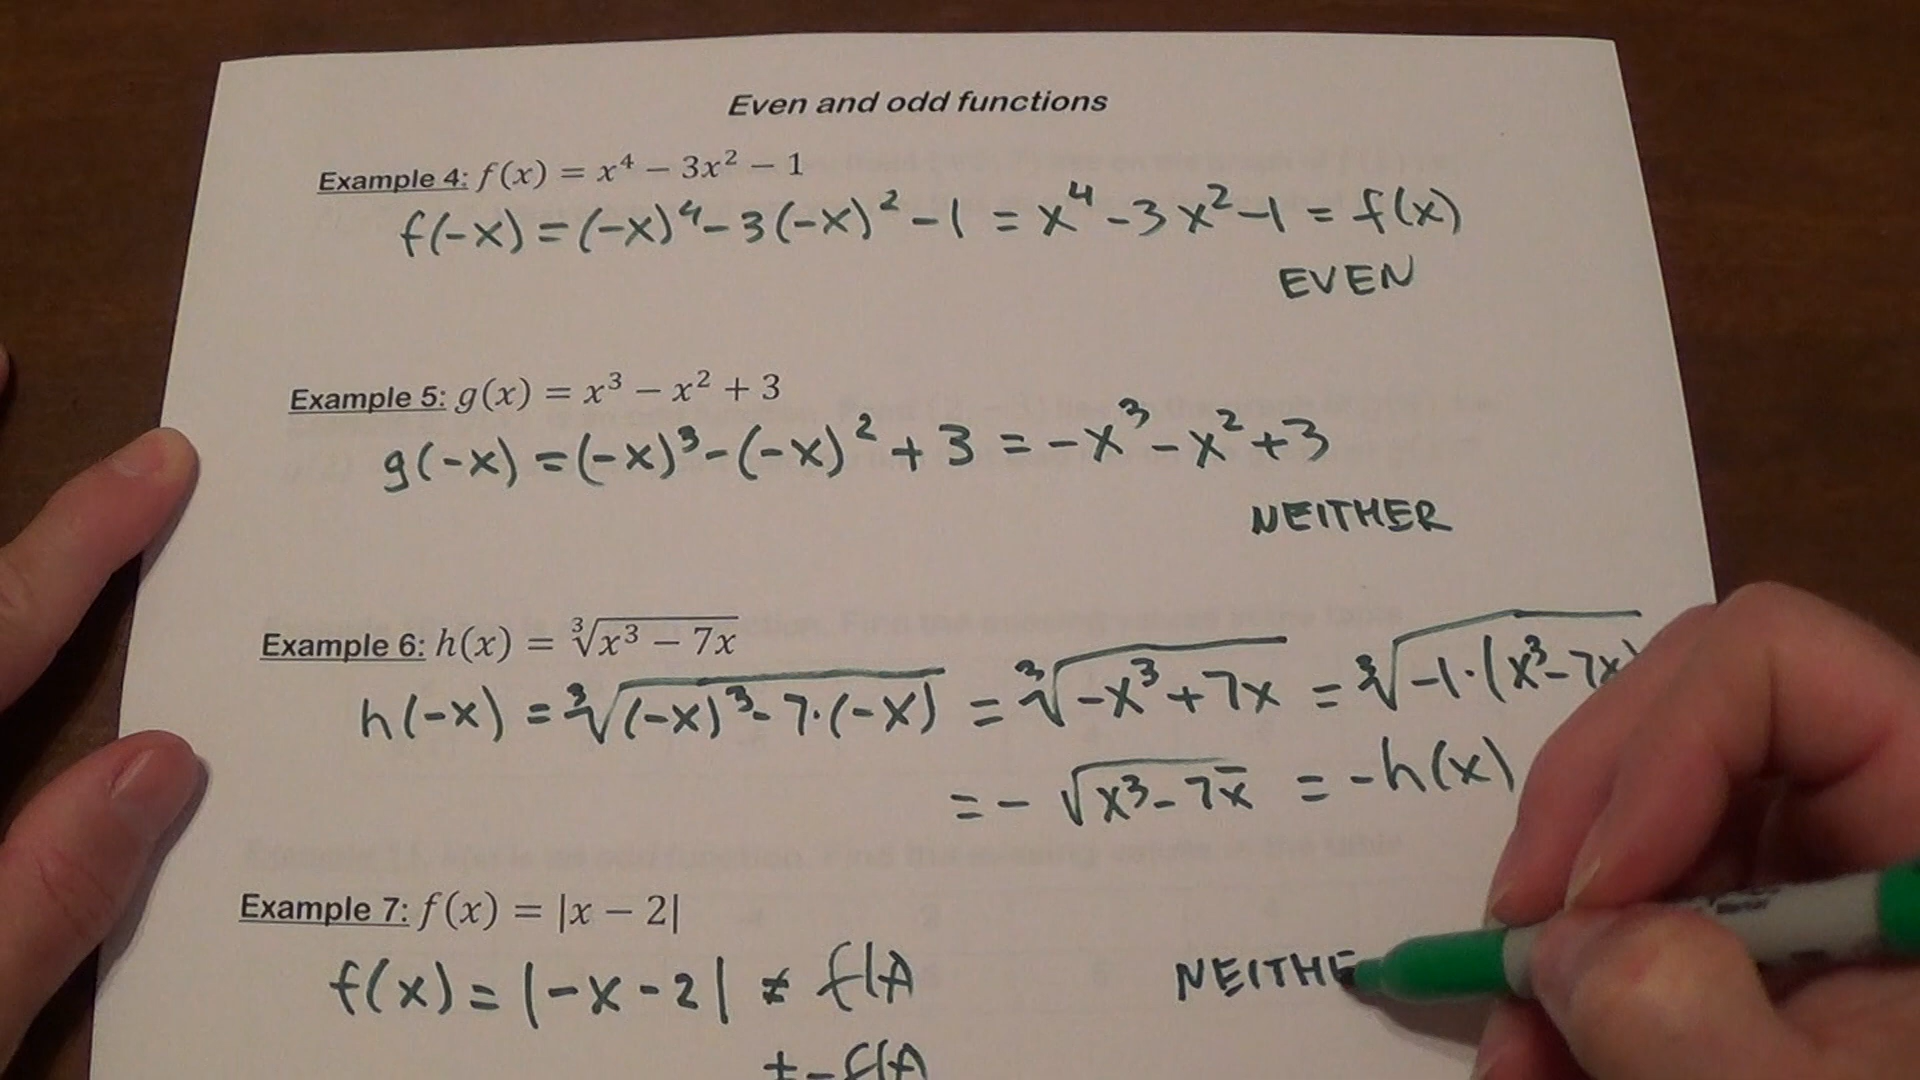 Even and odd functions
Example 4: f(x) = x⁴ − 3x² − 1
f(-x) = (-x)⁴ - 3(-x)² - 1 = x⁴ - 3x² - 1 = f(x)
EVEN
Example 5: g(x) = x³ − x² + 3
g(-x) = (-x)³ - (-x)² + 3 = -x³ - x² + 3
NEITHER
Example 6: h(x) = ∛(x³ − 7x)
h(-x) = ∛((-x)³ - 7·(-x)) = ∛(-x³ + 7x) = ∛(-1·(x³ - 7x)
= - √(x³ - 7x) = -h(x)
Example 7: f(x) = |x − 2|
f(x) = |-x - 2| ≠ f(x) NEITHE
≠ -f(x)